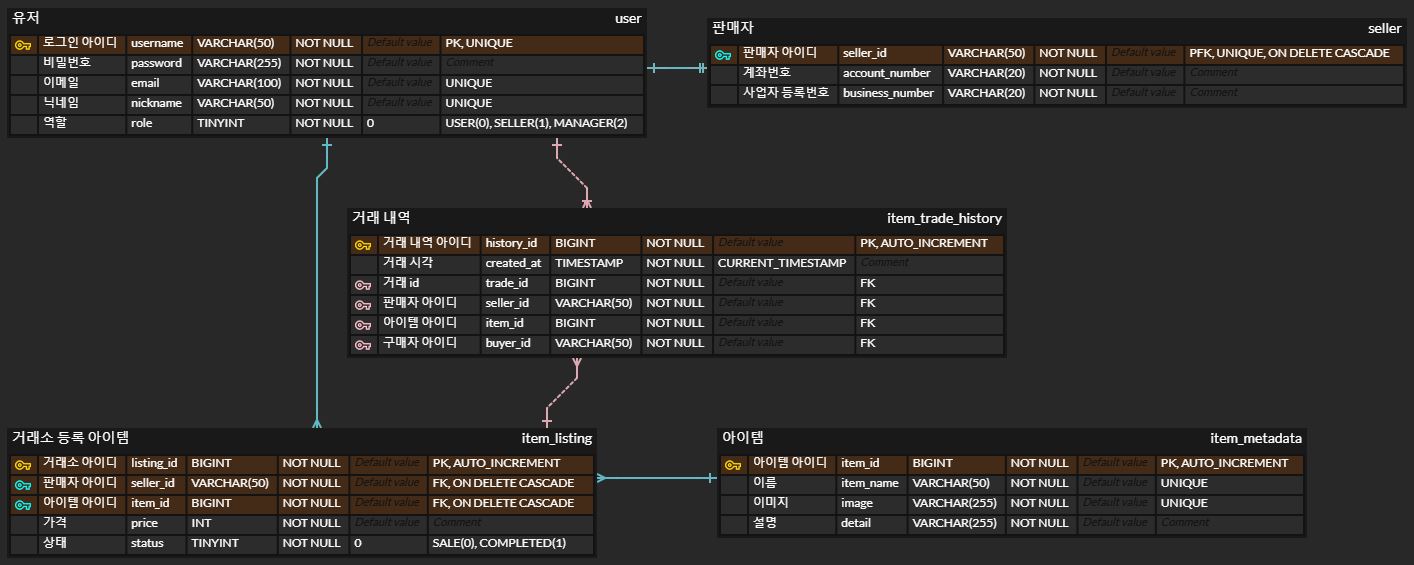 유저 user
로그인 아이디 username VARCHAR(50) NOT NULL Default value PK, UNIQUE
비밀번호 password VARCHAR(255) NOT NULL Default value Comment
이메일 email VARCHAR(100) NOT NULL Default value UNIQUE
닉네임 nickname VARCHAR(50) NOT NULL Default value UNIQUE
역할 role TINYINT NOT NULL 0 USER(0), SELLER(1), MANAGER(2)
판매자 seller
판매자 아이디 seller_id VARCHAR(50) NOT NULL Default value PFK, UNIQUE, ON DELETE CASCADE
계좌번호 account_number VARCHAR(20) NOT NULL Default value Comment
사업자 등록번호 business_number VARCHAR(20) NOT NULL Default value Comment
거래 내역 item_trade_history
거래 내역 아이디 history_id BIGINT NOT NULL Default value PK, AUTO_INCREMENT
거래 시각 created_at TIMESTAMP NOT NULL CURRENT_TIMESTAMP Comment
거래 id trade_id BIGINT NOT NULL Default value FK
판매자 아이디 seller_id VARCHAR(50) NOT NULL Default value FK
아이템 아이디 item_id BIGINT NOT NULL Default value FK
구매자 아이디 buyer_id VARCHAR(50) NOT NULL Default value FK
거래소 등록 아이템 item_listing
거래소 아이디 listing_id BIGINT NOT NULL Default value PK, AUTO_INCREMENT
판매자 아이디 seller_id VARCHAR(50) NOT NULL Default value FK, ON DELETE CASCADE
아이템 아이디 item_id BIGINT NOT NULL Default value FK, ON DELETE CASCADE
가격 price INT NOT NULL Default value Comment
상태 status TINYINT NOT NULL 0 SALE(0), COMPLETED(1)
아이템 item_metadata
아이템 아이디 item_id BIGINT NOT NULL Default value PK, AUTO_INCREMENT
이름 item_name VARCHAR(50) NOT NULL Default value UNIQUE
이미지 image VARCHAR(255) NOT NULL Default value UNIQUE
설명 detail VARCHAR(255) NOT NULL Default value Comment